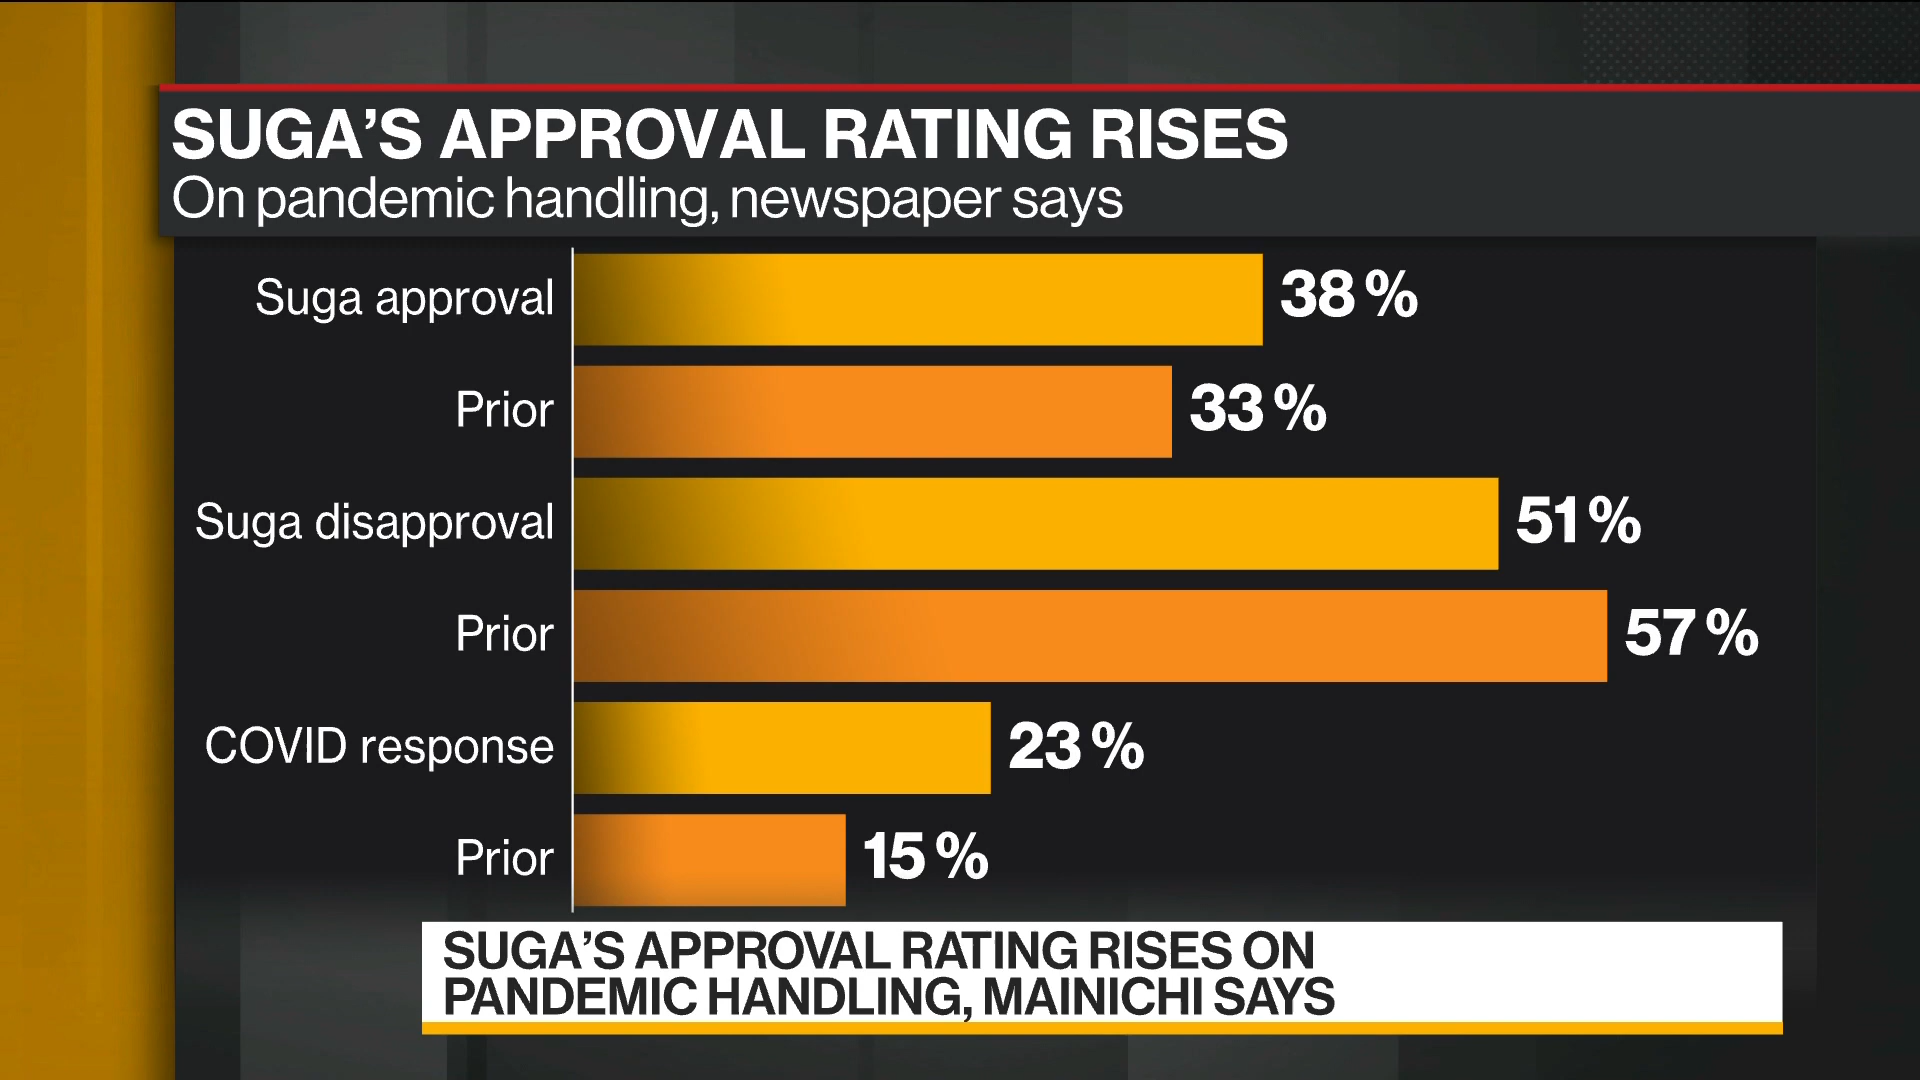 SUGA’S APPROVAL RATING RISES
On pandemic handling, newspaper says
Suga approval 38%
Prior 33%
Suga disapproval 51%
Prior 57%
COVID response 23%
Prior 15%
SUGA’S APPROVAL RATING RISES ON
PANDEMIC HANDLING, MAINICHI SAYS